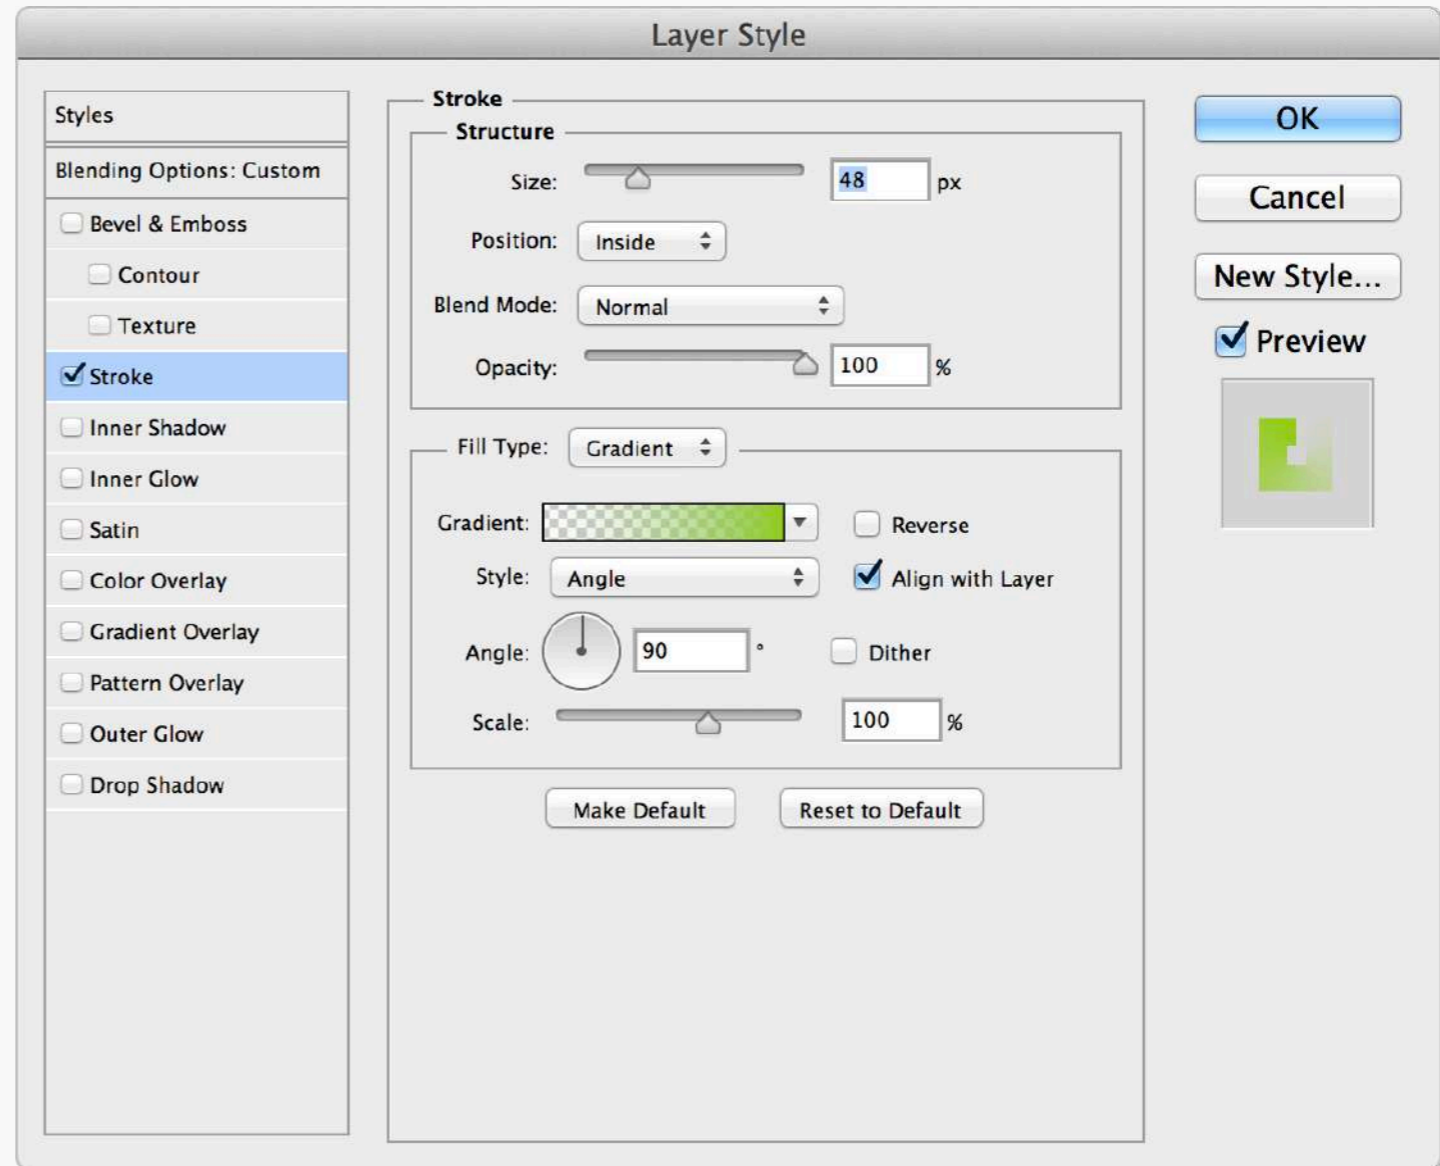 Layer Style
Styles
Blending Options: Custom
Bevel & Emboss
Contour
Texture
Stroke
Inner Shadow
Inner Glow
Satin
Color Overlay
Gradient Overlay
Pattern Overlay
Outer Glow
Drop Shadow
Stroke
Structure
Size: 48 px
Position: Inside
Blend Mode: Normal
Opacity: 100 %
Fill Type: Gradient
Gradient: Reverse
Style: Angle Align with Layer
Angle: 90 ° Dither
Scale: 100 %
Make Default Reset to Default
OK
Cancel
New Style...
Preview